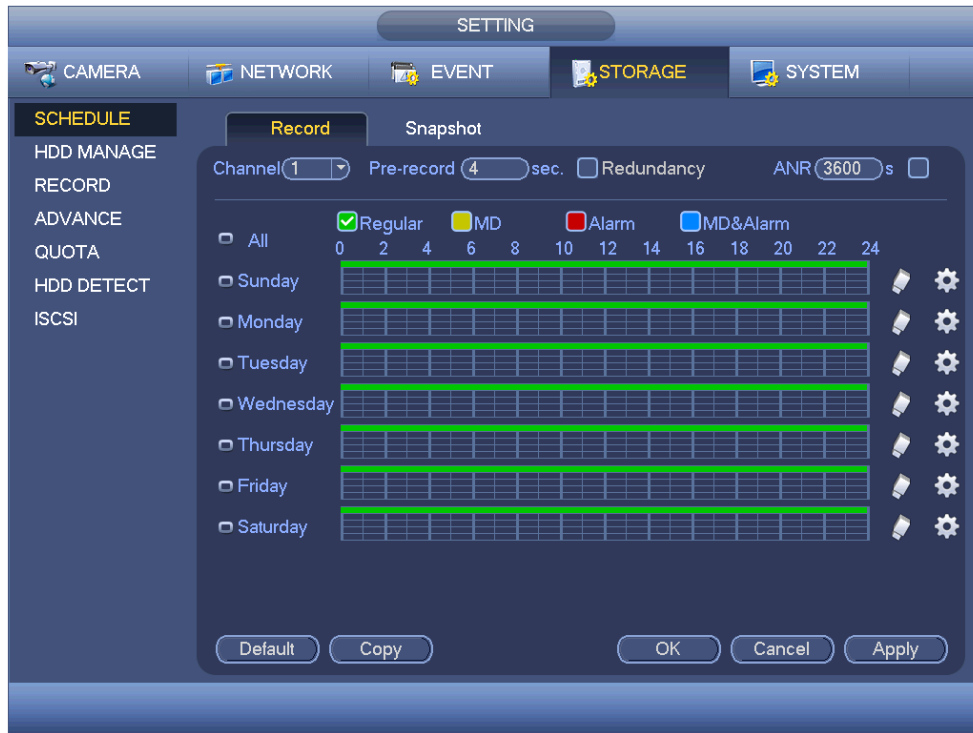 SETTING
CAMERA NETWORK EVENT STORAGE SYSTEM
SCHEDULE
HDD MANAGE
RECORD
ADVANCE
QUOTA
HDD DETECT
ISCSI
Record Snapshot
Channel 1 Pre-record 4 sec. Redundancy ANR 3600 s
All Regular MD Alarm MD&Alarm
0 2 4 6 8 10 12 14 16 18 20 22 24
Sunday
Monday
Tuesday
Wednesday
Thursday
Friday
Saturday
Default Copy OK Cancel Apply